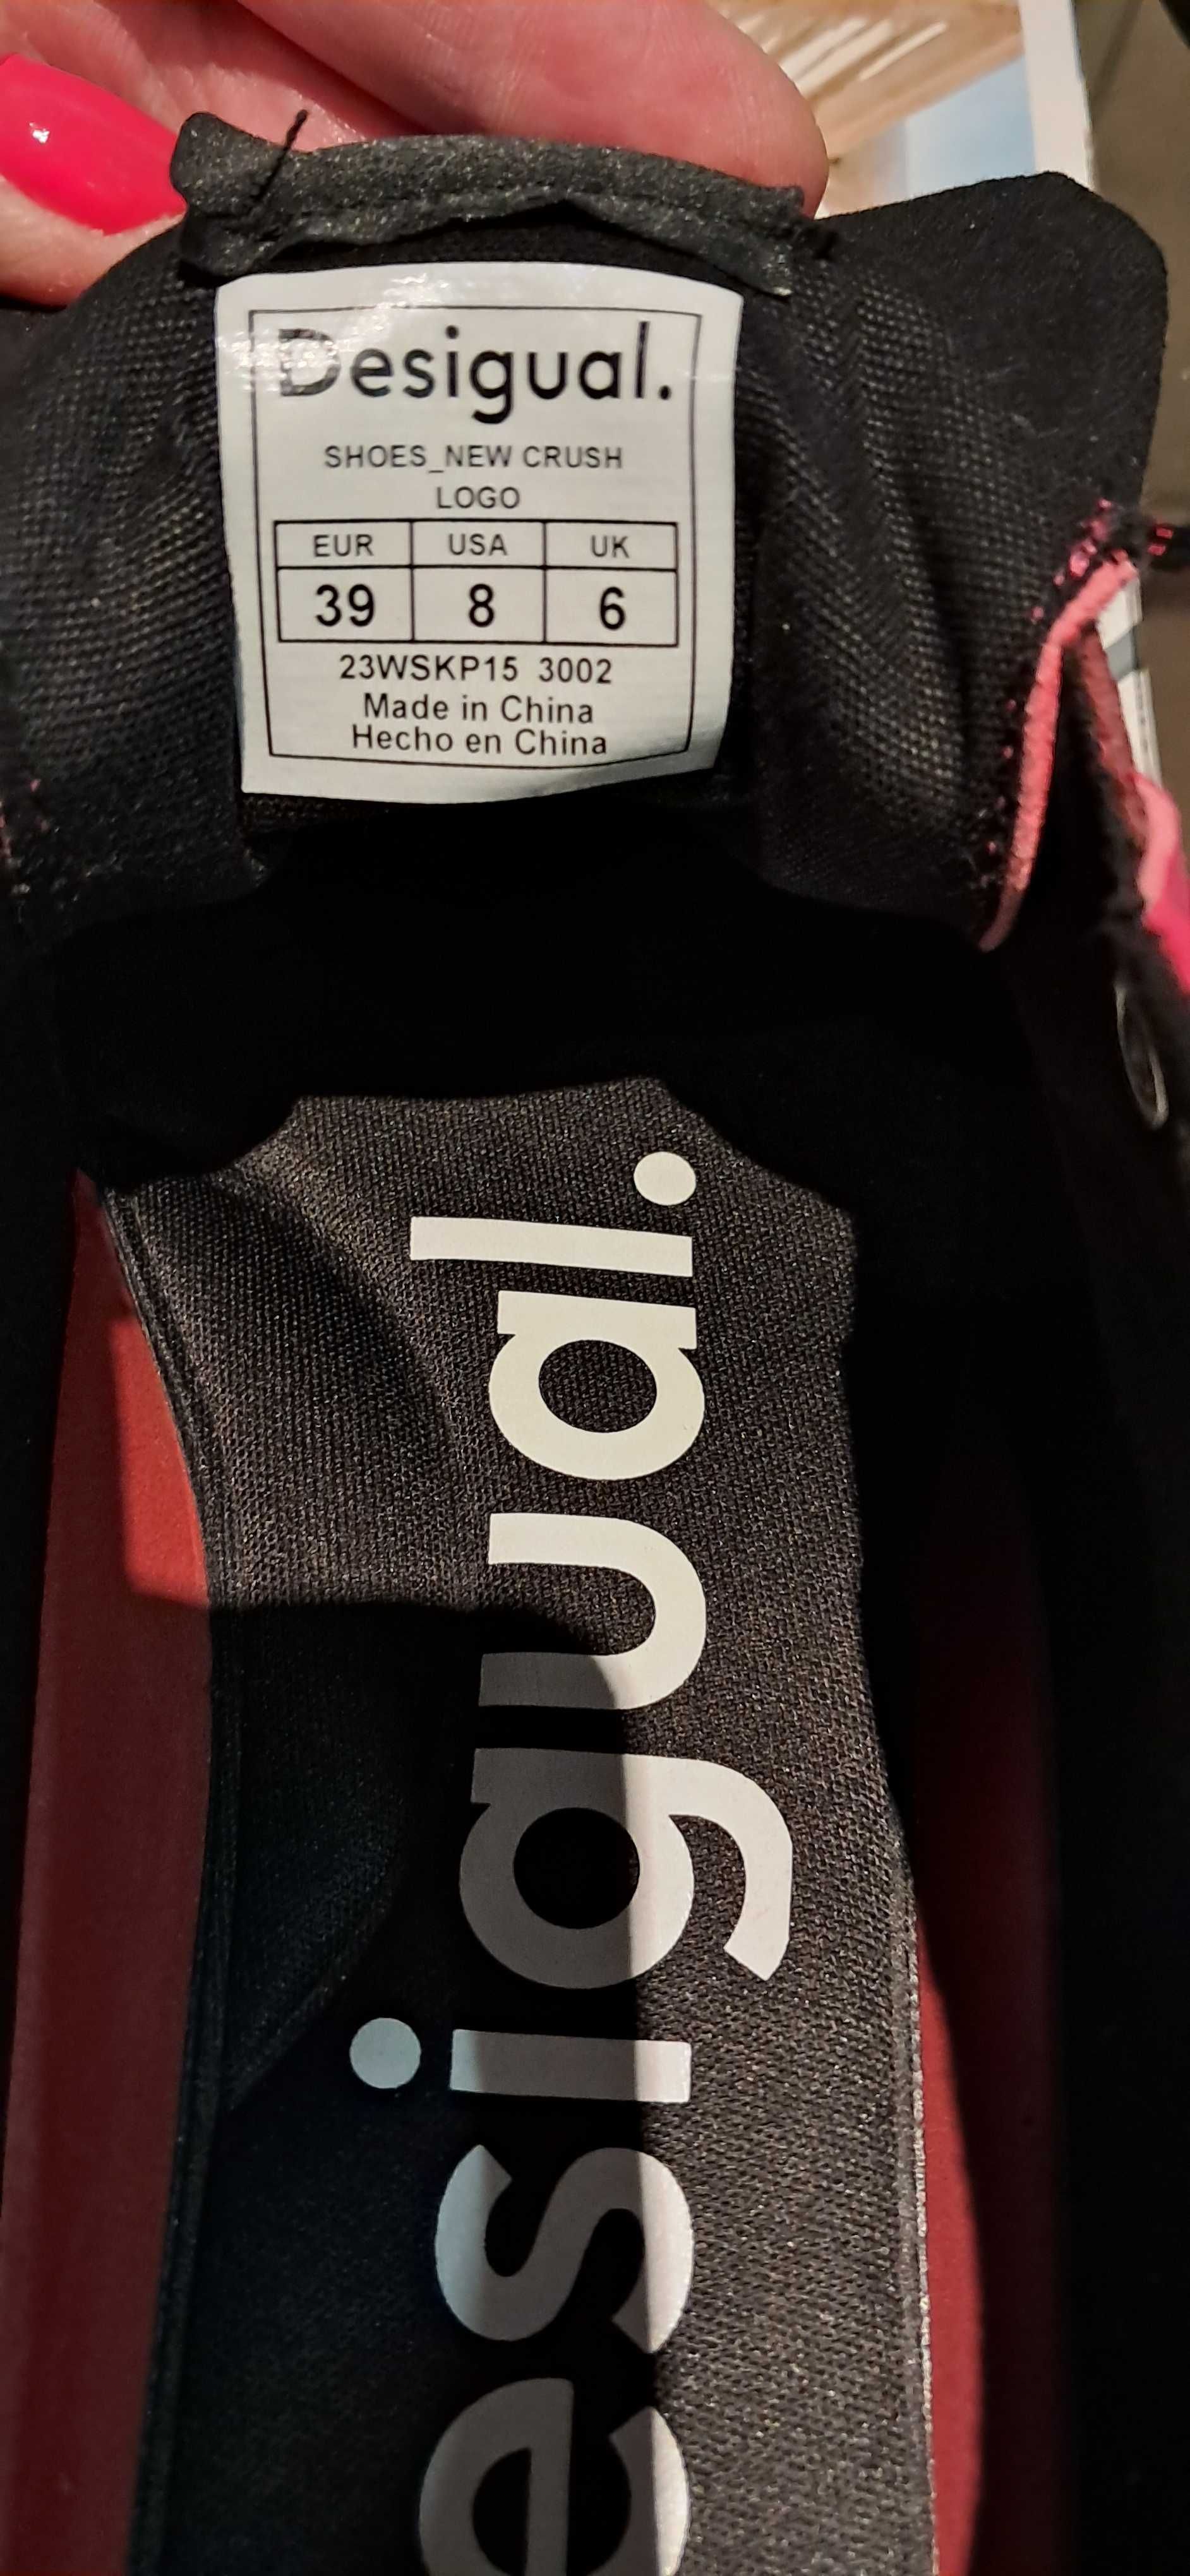 Desigual.
SHOES_NEW CRUSH
LOGO
EUR USA UK
39 8 6
23WSKP15 3002
Made in China
Hecho en China
esigual.